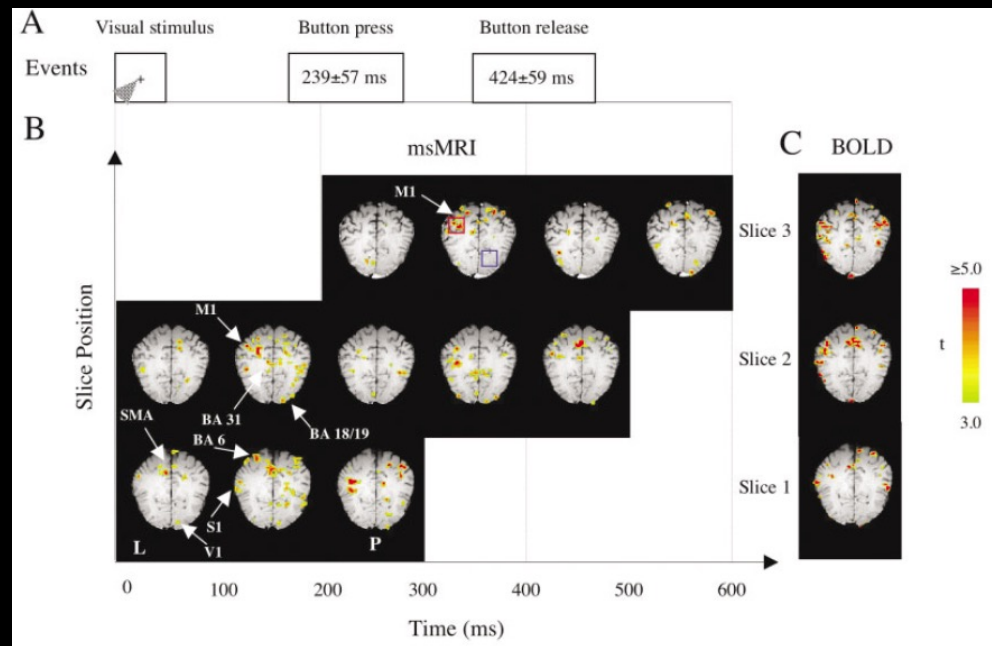 A
Visual stimulus
Button press
Button release
Events
239±57 ms
424±59 ms
B
msMRI
C
BOLD
M1
Slice 3
≥5.0
M1
Slice 2
t
Slice Position
BA 31
BA 18/19
3.0
SMA
BA 6
Slice 1
S1
V1
L
P
0
100
200
300
400
500
600
Time (ms)